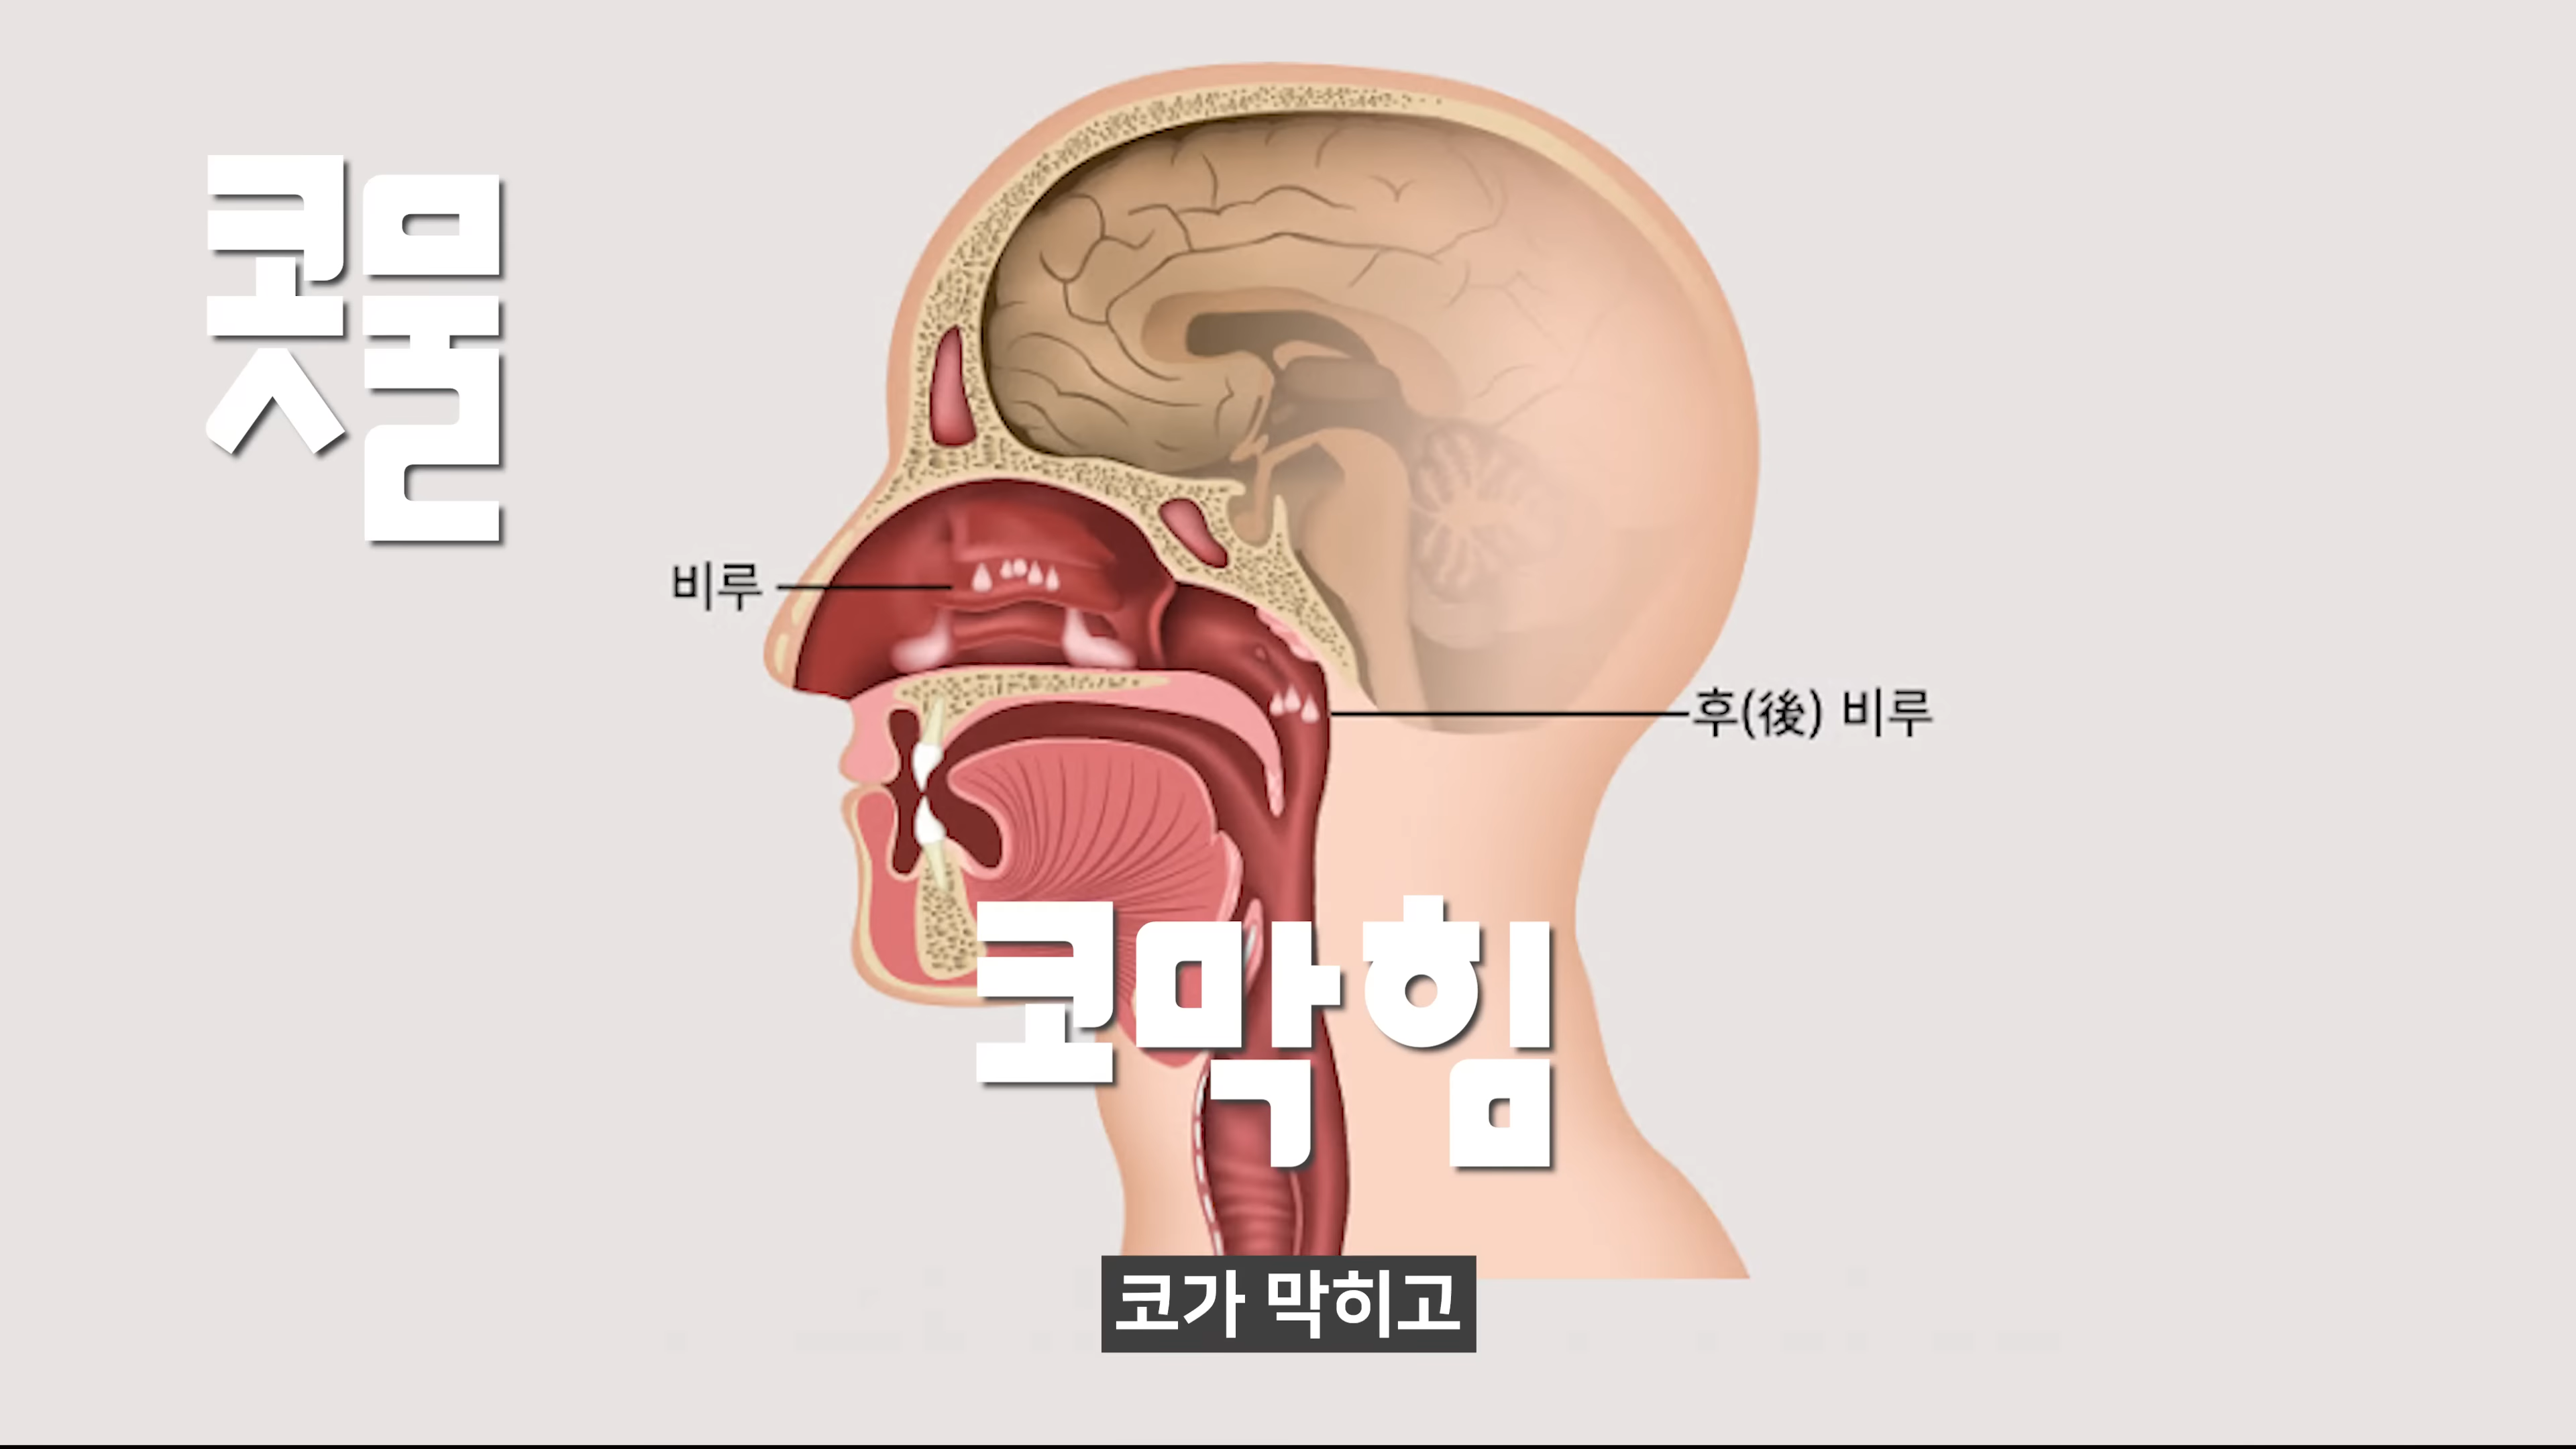 콧물
비루
후(後) 비루
코막힘
코가 막히고